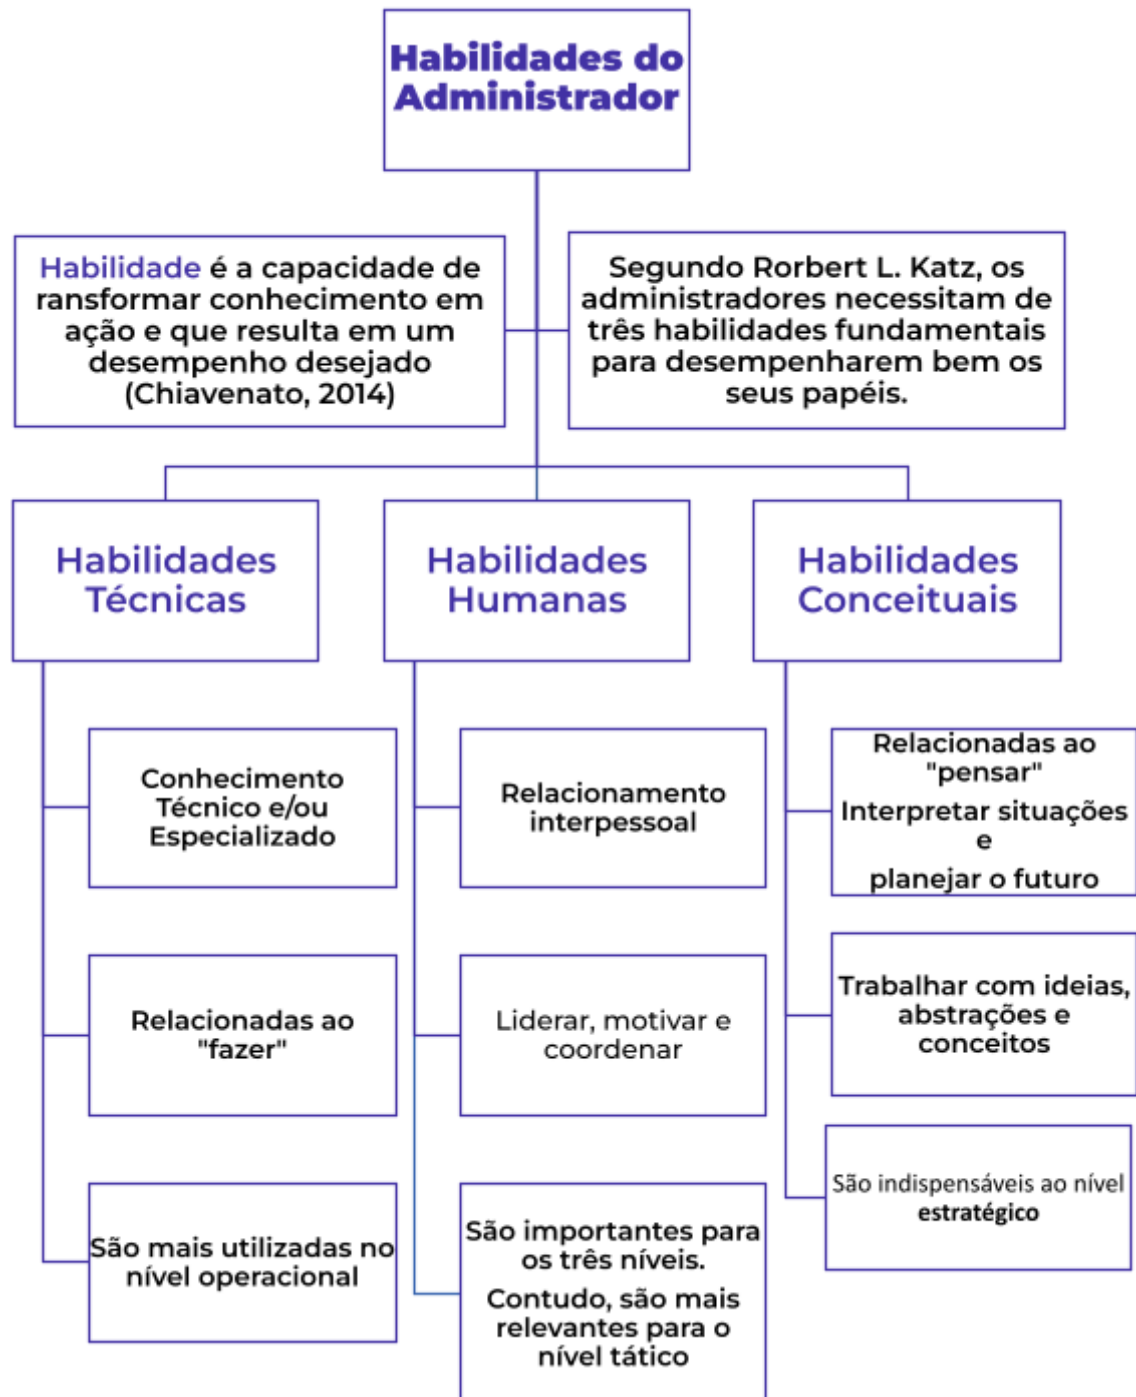 Habilidades do
Administrador
Habilidade é a capacidade de
ransformar conhecimento em
ação e que resulta em um
desempenho desejado
(Chiavenato, 2014)
Segundo Rorbert L. Katz, os
administradores necessitam de
três habilidades fundamentais
para desempenharem bem os
seus papéis.
Habilidades
Técnicas
Conhecimento
Técnico e/ou
Especializado
Relacionadas ao
"fazer"
São mais utilizadas no
nível operacional
Habilidades
Humanas
Relacionamento
interpessoal
Liderar, motivar e
coordenar
São importantes para
os três níveis.
Contudo, são mais
relevantes para o
nível tático
Habilidades
Conceituais
Relacionadas ao
"pensar"
Interpretar situações
e
planejar o futuro
Trabalhar com ideias,
abstrações e
conceitos
São indispensáveis ao nível
estratégico